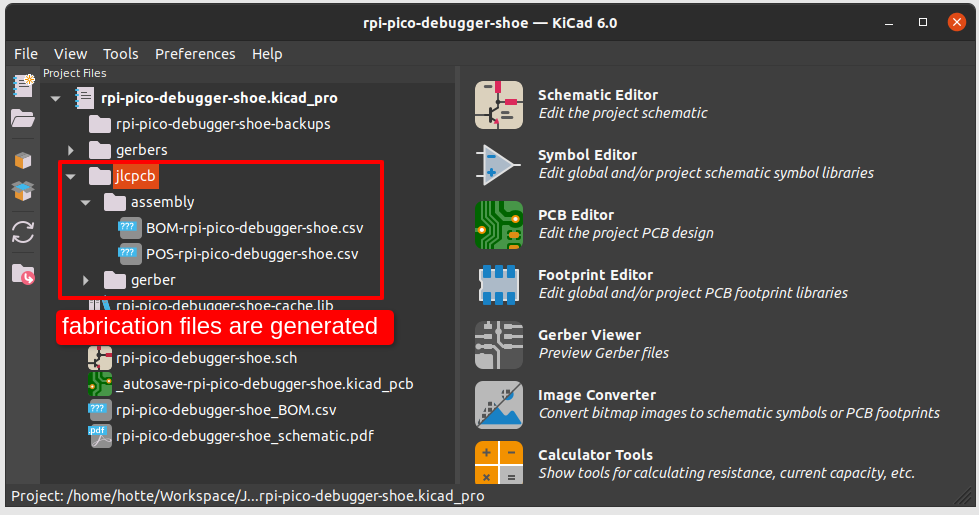 rpi-pico-debugger-shoe — KiCad 6.0
File View Tools Preferences Help
Project Files
rpi-pico-debugger-shoe.kicad_pro
rpi-pico-debugger-shoe-backups
gerbers
jlcpcb
assembly
??? BOM-rpi-pico-debugger-shoe.csv
??? POS-rpi-pico-debugger-shoe.csv
gerber
rpi-pico-debugger-shoe-cache.lib
fabrication files are generated
rpi-pico-debugger-shoe.sch
_autosave-rpi-pico-debugger-shoe.kicad_pcb
??? rpi-pico-debugger-shoe_BOM.csv
.pdf rpi-pico-debugger-shoe_schematic.pdf
Schematic Editor
Edit the project schematic
Symbol Editor
Edit global and/or project schematic symbol libraries
PCB Editor
Edit the project PCB design
Footprint Editor
Edit global and/or project PCB footprint libraries
Gerber Viewer
Preview Gerber files
Image Converter
Convert bitmap images to schematic symbols or PCB footprints
Calculator Tools
Show tools for calculating resistance, current capacity, etc.
Project: /home/hotte/Workspace/J...rpi-pico-debugger-shoe.kicad_pro